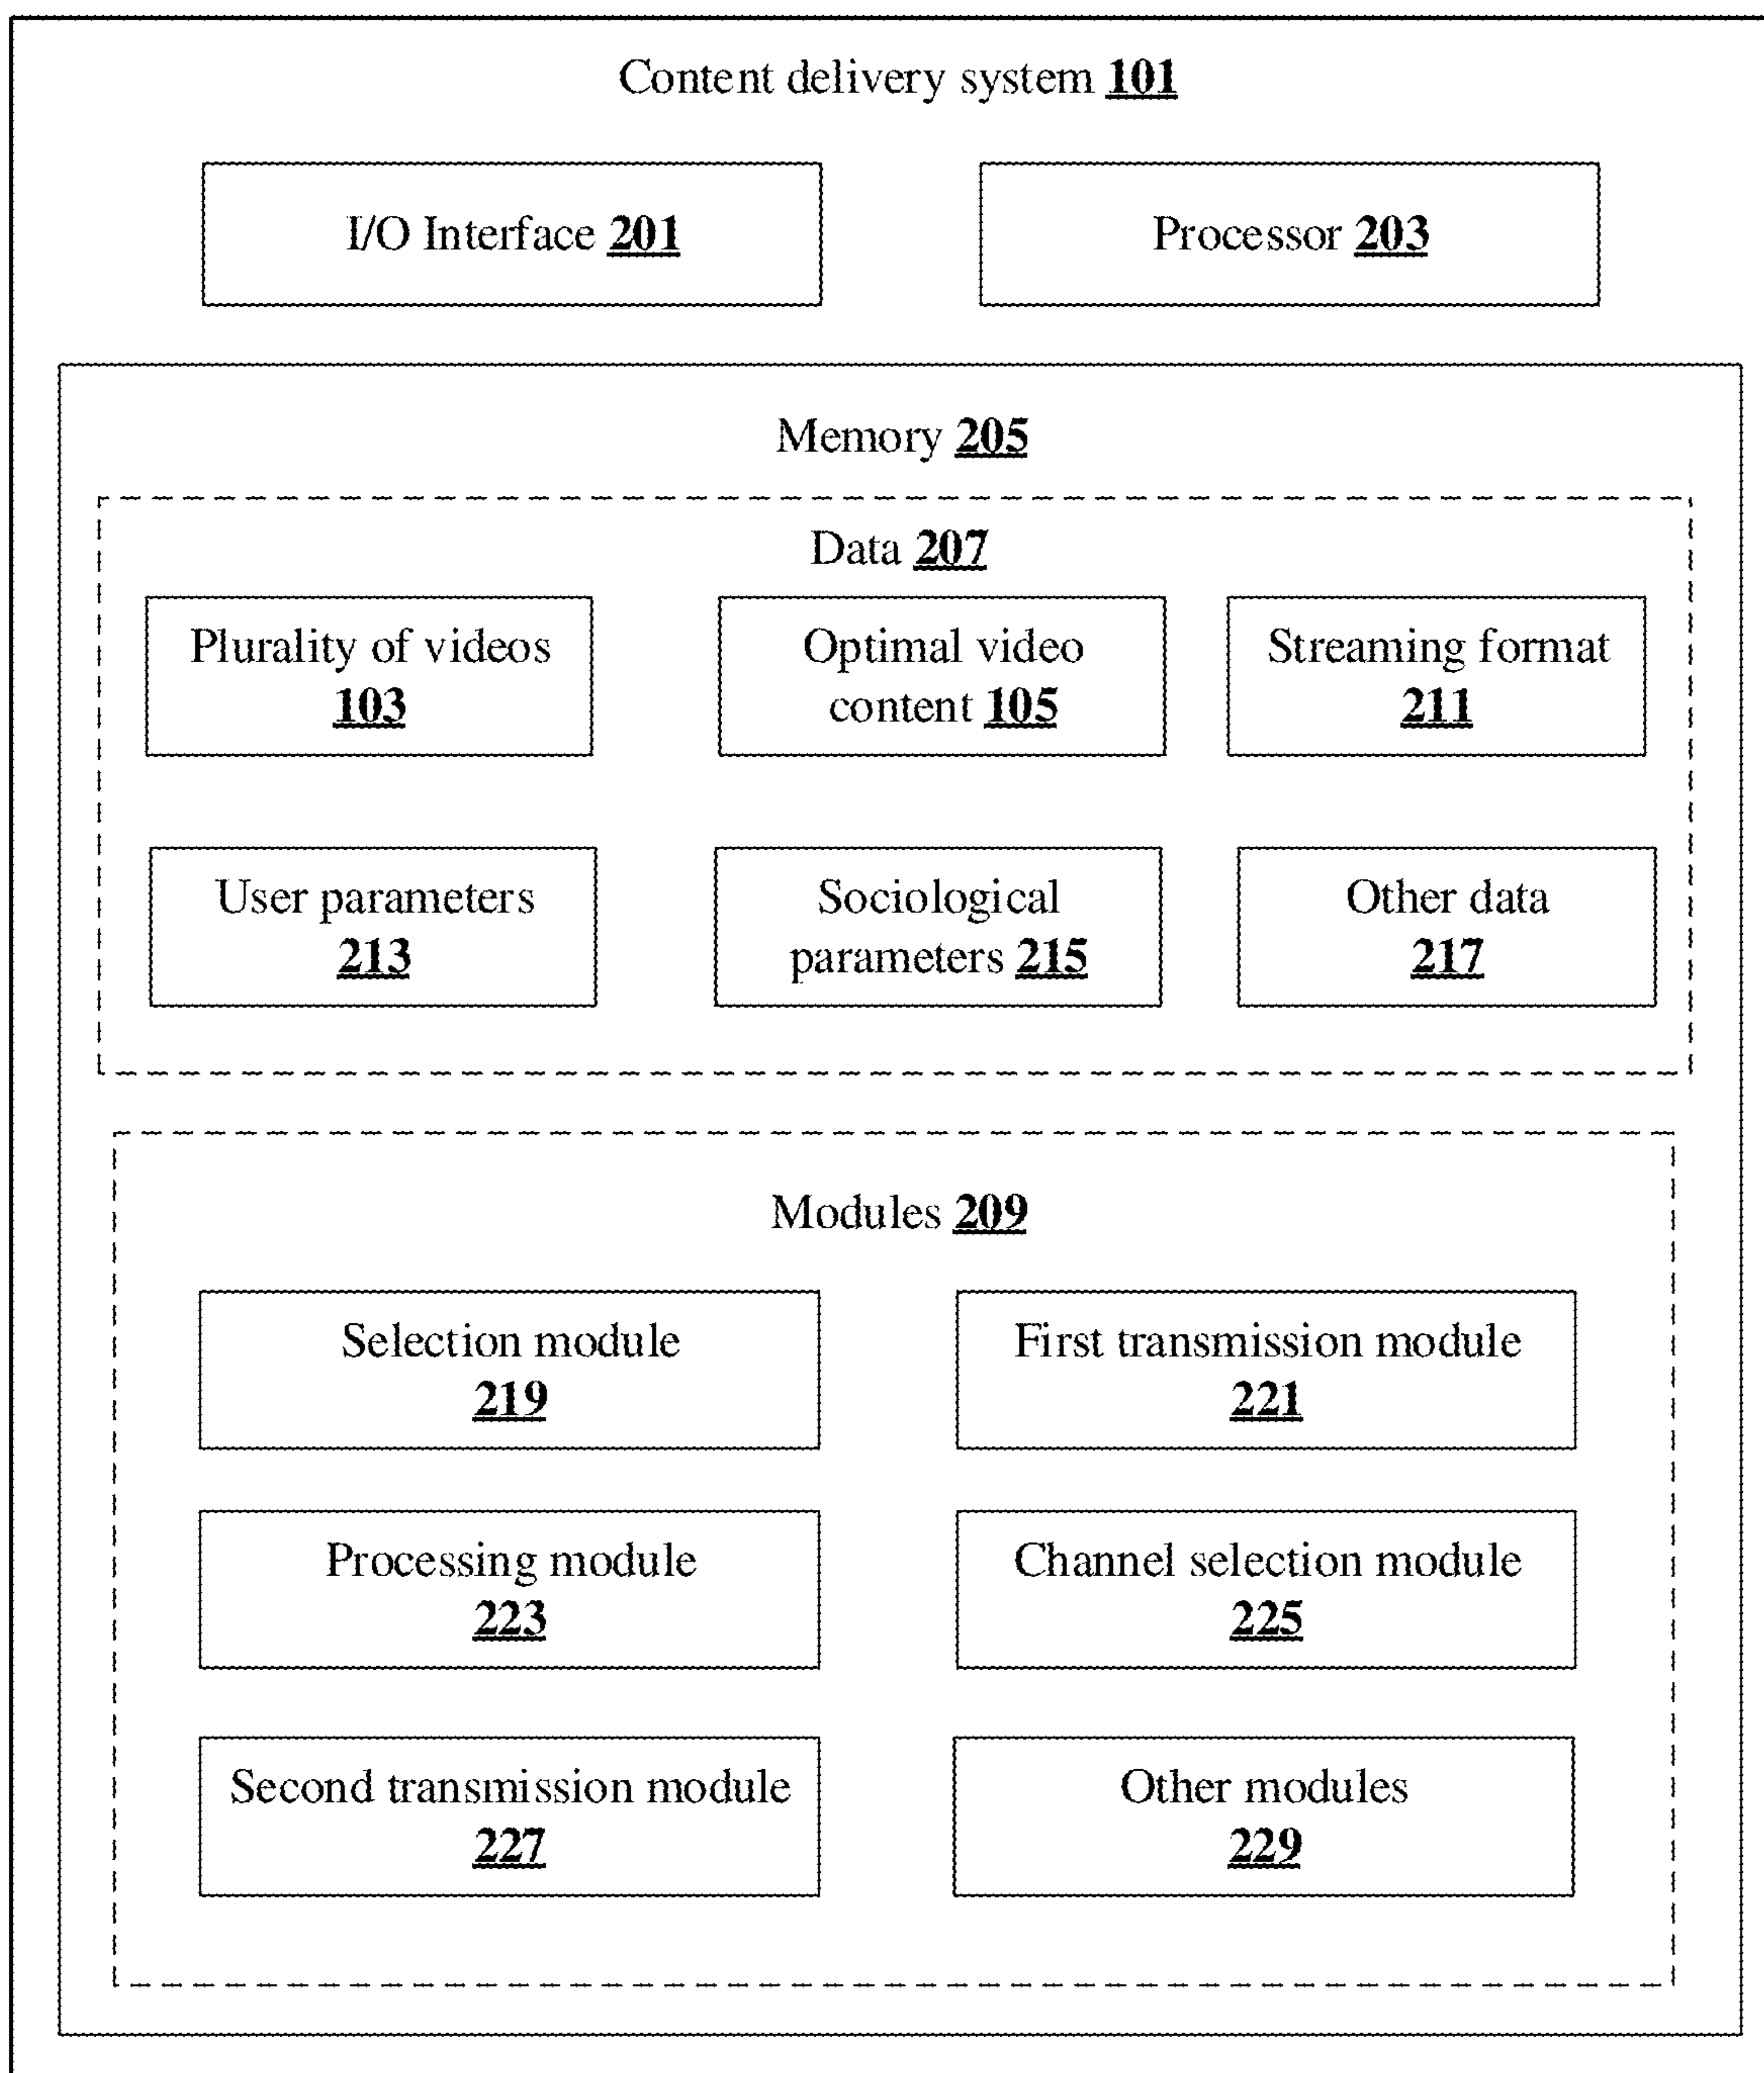 Content delivery system 101
I/O Interface 201
Processor 203
Memory 205
Data 207
Plurality of videos
103
Optimal video
content 105
Streaming format
211
User parameters
213
Sociological
parameters 215
Other data
217
Modules 209
Selection module
219
First transmission module
221
Processing module
223
Channel selection module
225
Second transmission module
227
Other modules
229